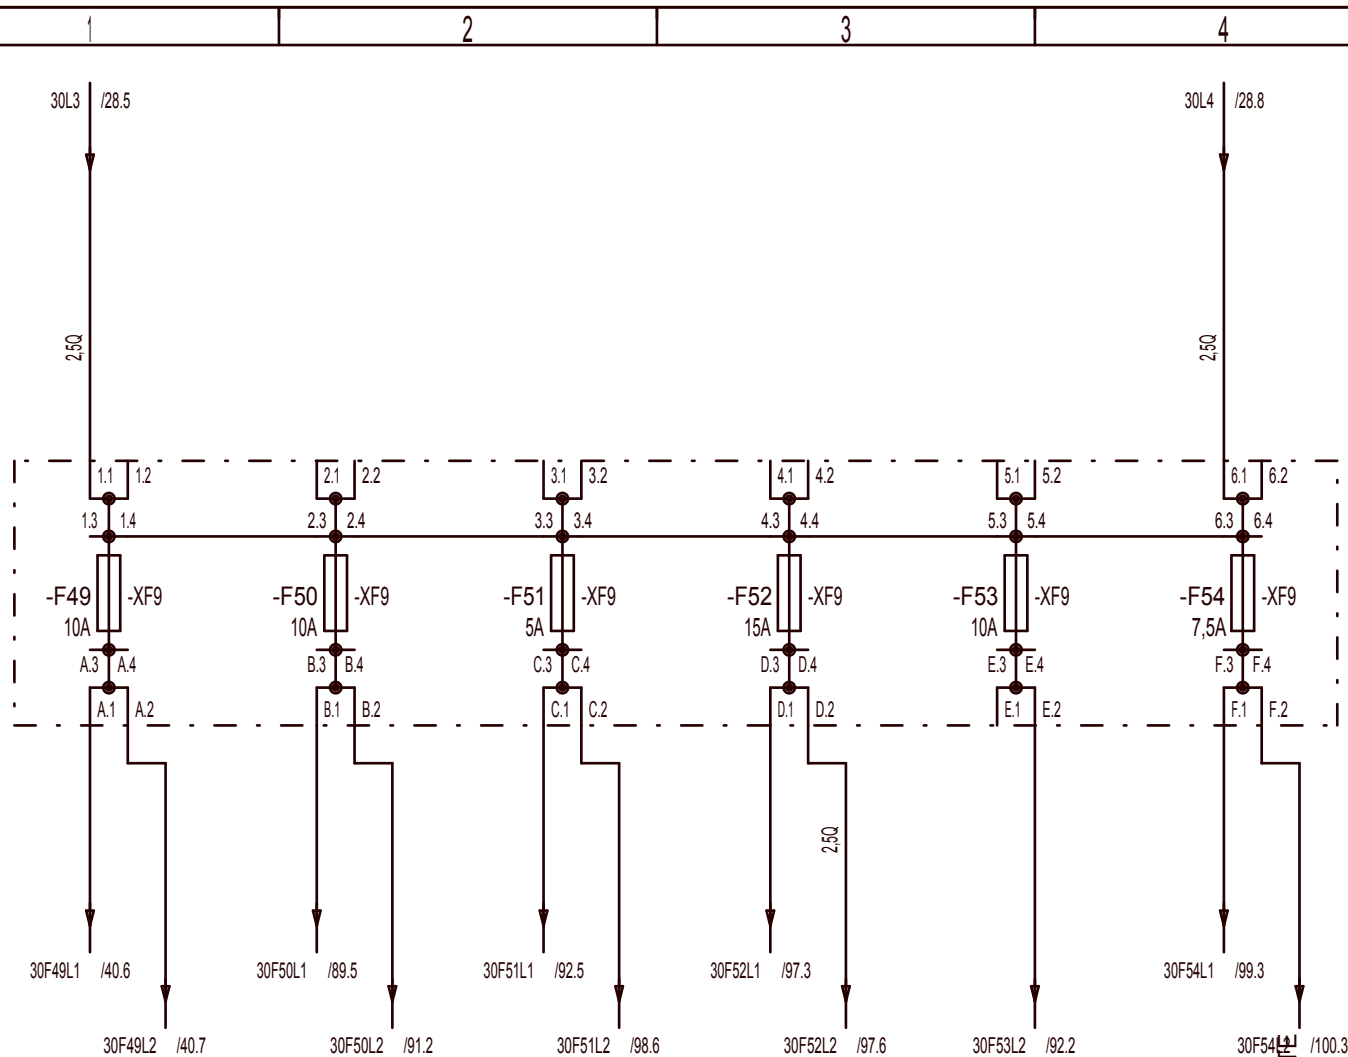 1 2 3 4
30L3 /28.5 30L4 /28.8
2,5Q 2,5Q
1.1 1.2 2.1 2.2 3.1 3.2 4.1 4.2 5.1 5.2 6.1 6.2
1.3 1.4 2.3 2.4 3.3 3.4 4.3 4.4 5.3 5.4 6.3 6.4
-F49 -XF9 -F50 -XF9 -F51 -XF9 -F52 -XF9 -F53 -XF9 -F54 -XF9
10A 10A 5A 15A 10A 7,5A
A.3 A.4 B.3 B.4 C.3 C.4 D.3 D.4 E.3 E.4 F.3 F.4
A.1 A.2 B.1 B.2 C.1 C.2 D.1 D.2 E.1 E.2 F.1 F.2
2,5Q
30F49L1 /40.6 30F50L1 /89.5 30F51L1 /92.5 30F52L1 /97.3 30F54L1 /99.3
30F49L2 /40.7 30F50L2 /91.2 30F51L2 /98.6 30F52L2 /97.6 30F53L2 /92.2 30F54L2 /100.3